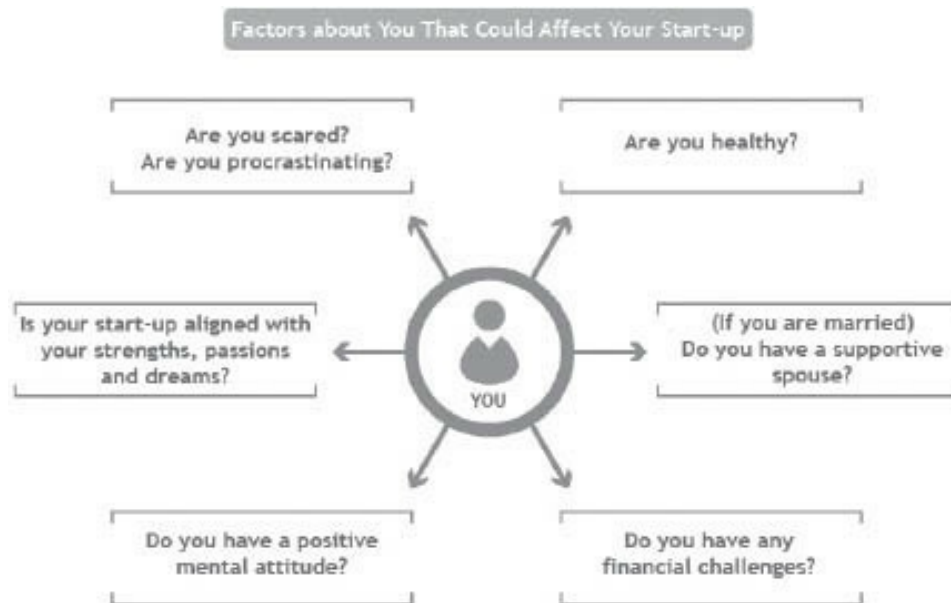 Factors about You That Could Affect Your Start-up
Are you scared?
Are you procrastinating?
Are you healthy?
Is your start-up aligned with
your strengths, passions
and dreams?
YOU
(If you are married)
Do you have a supportive
spouse?
Do you have a positive
mental attitude?
Do you have any
financial challenges?